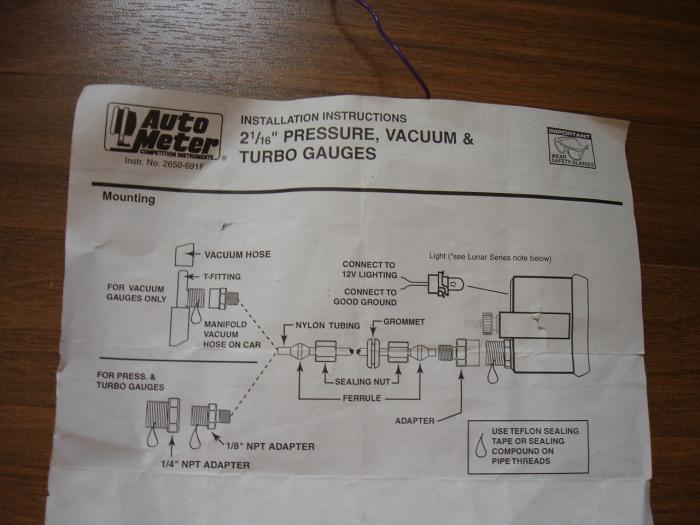 Auto
Meter
COMPETITION INSTRUMENTS
®
Instr. No. 2650-691F
INSTALLATION INSTRUCTIONS
2 1/16" PRESSURE, VACUUM &
TURBO GAUGES
IMPORTANT
WEAR
SAFETY GLASSES
Mounting
VACUUM HOSE
T-FITTING
FOR VACUUM
GAUGES ONLY
MANIFOLD
VACUUM
HOSE ON CAR
CONNECT TO
12V LIGHTING
CONNECT TO
GOOD GROUND
Light (*see Lunar Series note below)
NYLON TUBING
GROMMET
SEALING NUT
FERRULE
ADAPTER
FOR PRESS. &
TURBO GAUGES
1/8" NPT ADAPTER
1/4" NPT ADAPTER
USE TEFLON SEALING
TAPE OR SEALING
COMPOUND ON
PIPE THREADS